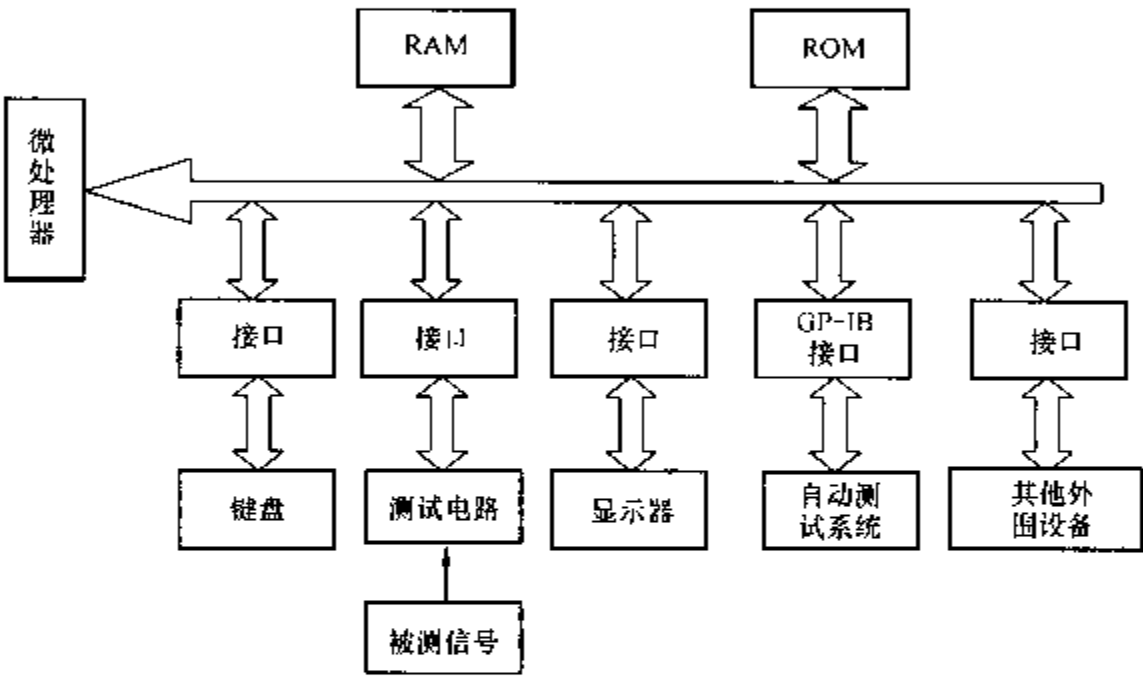 RAM
ROM
微
处
理
器
接口
接口
接口
GP-IB
接口
接口
键盘
测试电路
显示器
自动测
试系统
其他外
围设备
被测信号